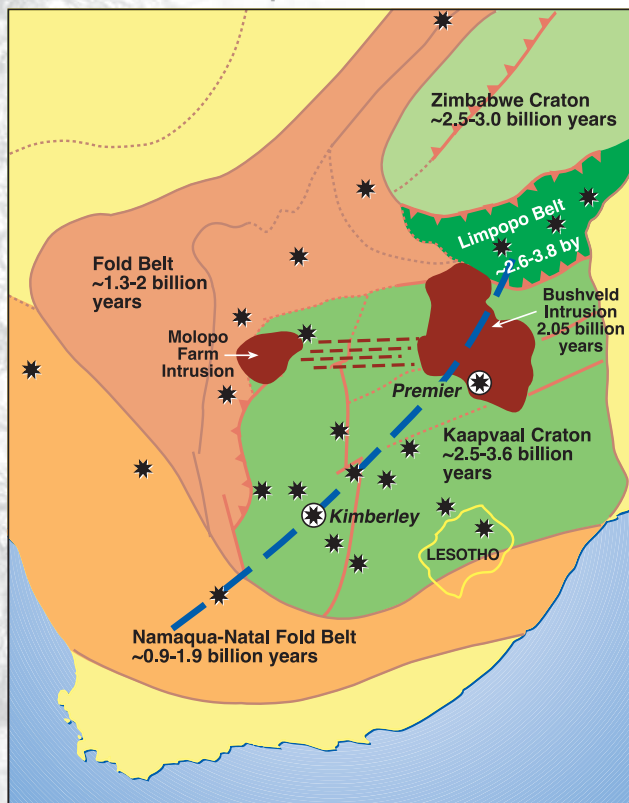 Zimbabwe Craton
~2.5-3.0 billion years
Limpopo Belt
~2.6-3.8 by
Fold Belt
~1.3-2 billion
years
Bushveld
Intrusion
2.05 billion
years
Molopo
Farm
Intrusion
Premier
Kaapvaal Craton
~2.5-3.6 billion
years
Kimberley
LESOTHO
Namaqua-Natal Fold Belt
~0.9-1.9 billion years